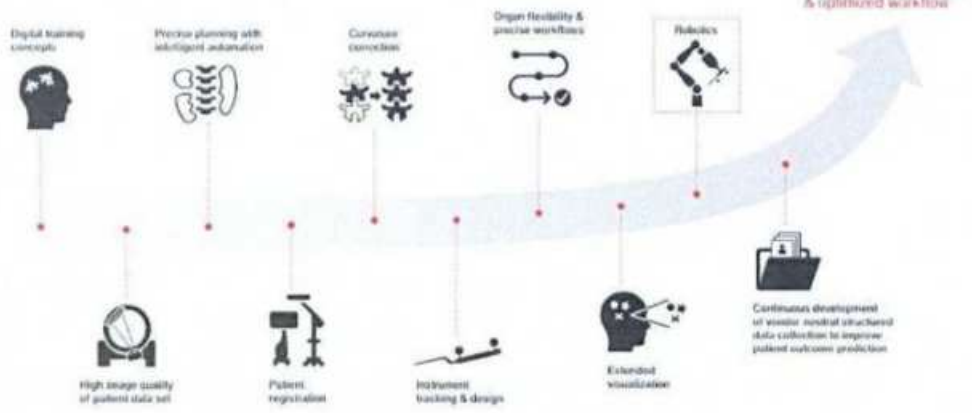 & optimized workflow
Digital training
concepts
Precise planning with
intelligent automation
Curvature
correction
Organ flexibility &
precise workflows
Robotics
High image quality
of patient data set
Patient
registration
Instrument
tracking & design
Extended
visualization
Continuous development
of vendor neutral structured
data collection to improve
patient outcome prediction